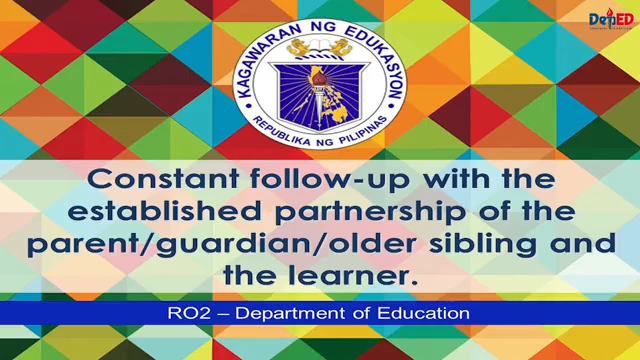 DepED
KAGAWARAN NG EDUKASYON
REPUBLIKA NG PILIPINAS
Constant follow-up with the
established partnership of the
parent/guardian/older sibling and
the learner.
RO2 – Department of Education